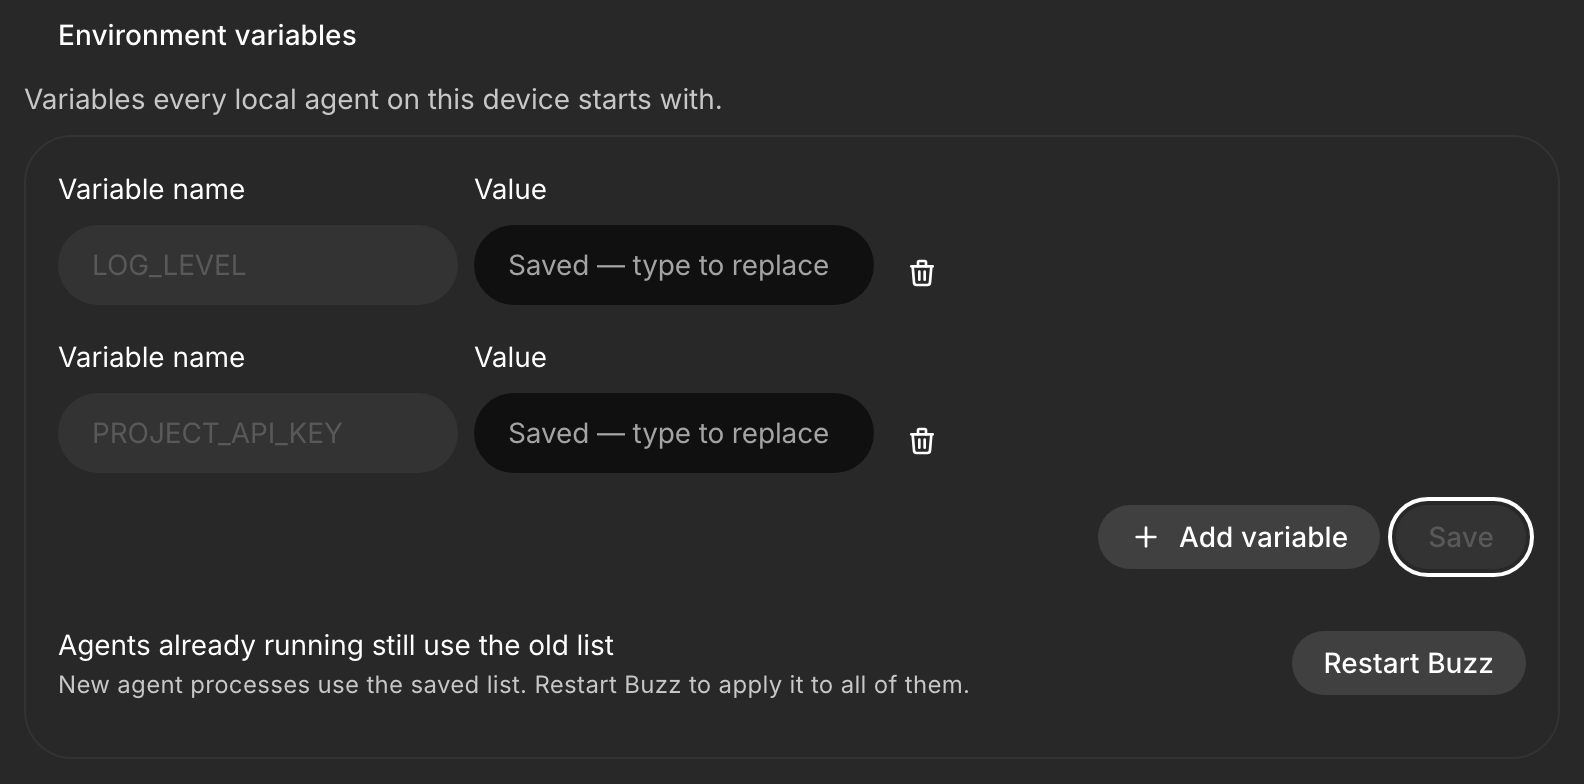 Environment variables
Variables every local agent on this device starts with.
Variable name Value
LOG_LEVEL Saved — type to replace
Variable name Value
PROJECT_API_KEY Saved — type to replace
Add variable Save
Agents already running still use the old list
New agent processes use the saved list. Restart Buzz to apply it to all of them.
Restart Buzz